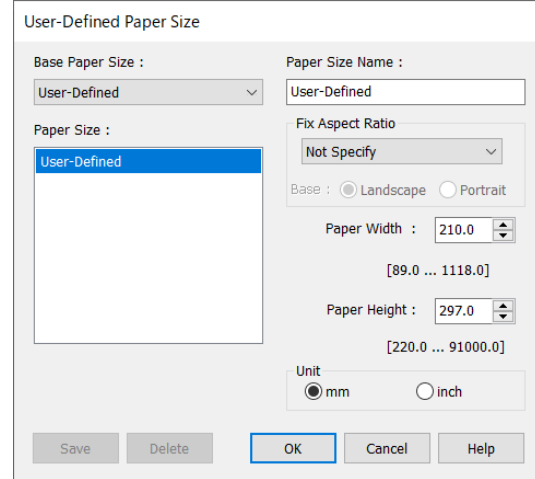 User-Defined Paper Size
Base Paper Size :
User-Defined
Paper Size :
User-Defined
Paper Size Name :
User-Defined
Fix Aspect Ratio
Not Specify
Base : Landscape Portrait
Paper Width : 210.0
[89.0 ... 1118.0]
Paper Height : 297.0
[220.0 ... 91000.0]
Unit
mm inch
Save Delete OK Cancel Help